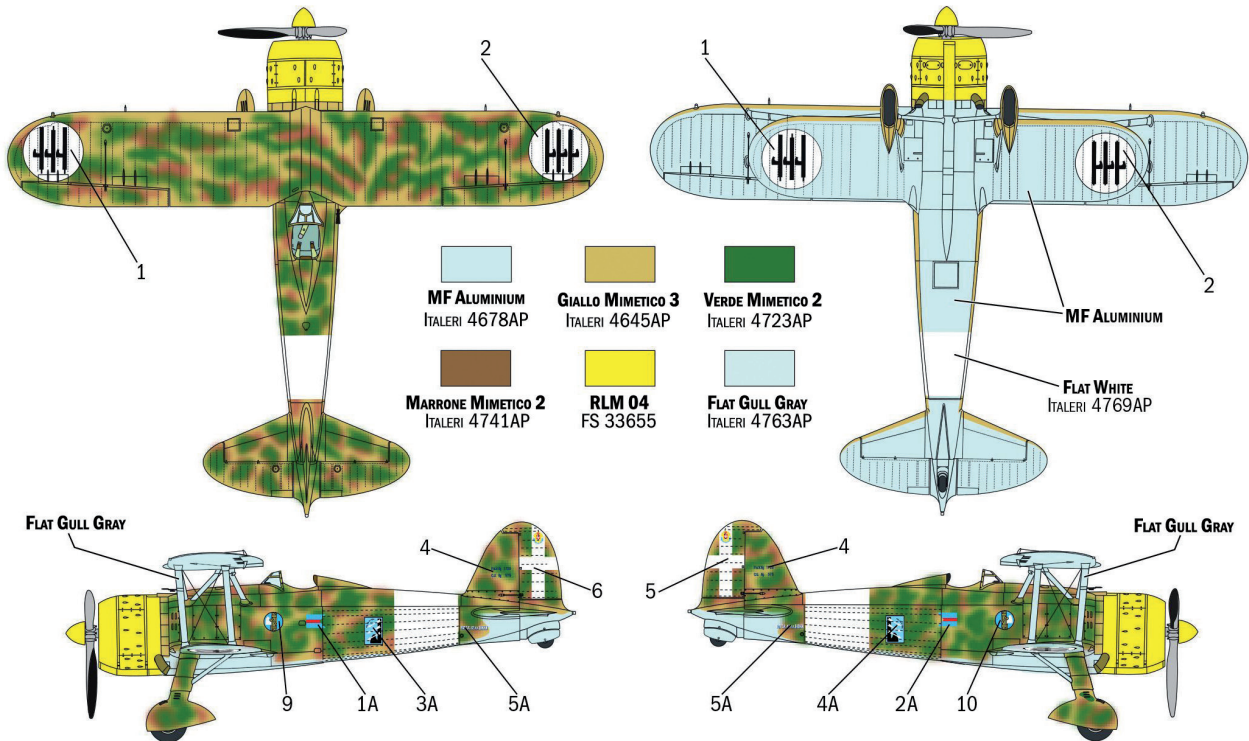 1
2
1
2
MF ALUMINIUM
ITALERI 4678AP
GIALLO MIMETICO 3
ITALERI 4645AP
VERDE MIMETICO 2
ITALERI 4723AP
MARRONE MIMETICO 2
ITALERI 4741AP
RLM 04
FS 33655
FLAT GULL GRAY
ITALERI 4763AP
MF ALUMINIUM
FLAT WHITE
ITALERI 4769AP
FLAT GULL GRAY
4
6
9
1A
3A
5A
FLAT GULL GRAY
5
4
5A
4A
2A
10